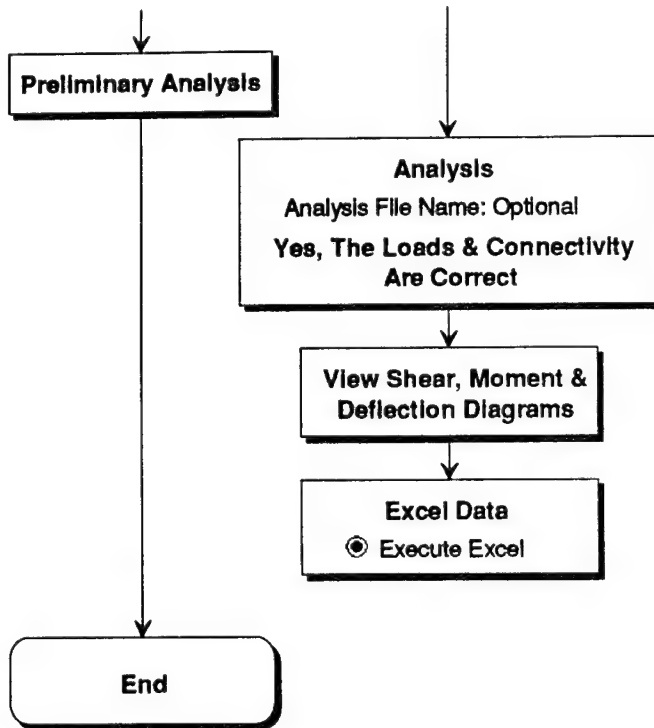 Preliminary Analysis
Analysis
Analysis File Name: Optional
Yes, The Loads & Connectivity
Are Correct
View Shear, Moment &
Deflection Diagrams
Excel Data
Execute Excel
End